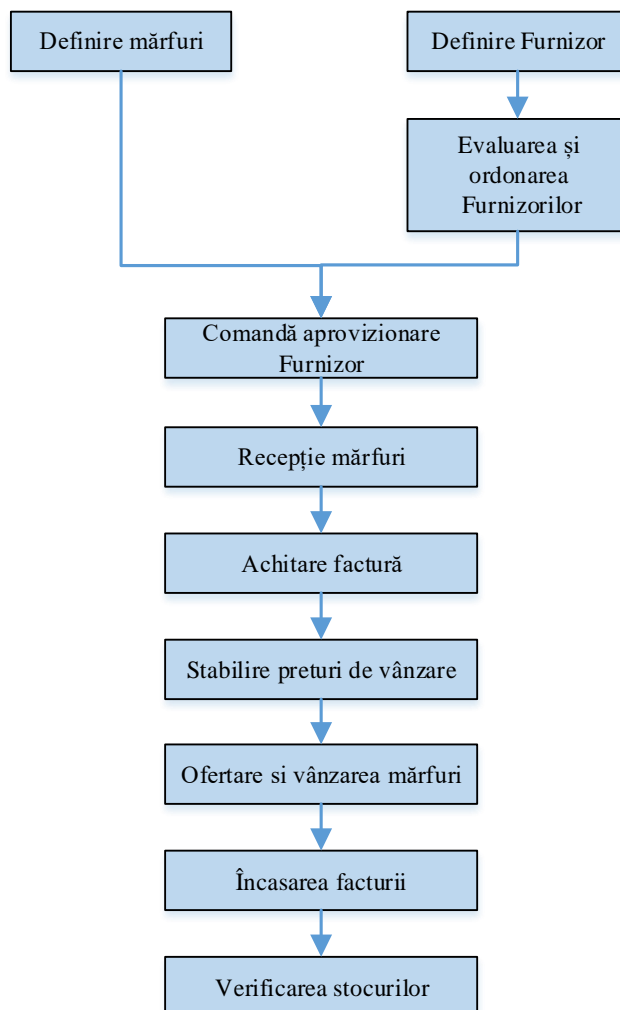 Definire mărfuri
Definire Furnizor
Evaluarea și
ordonarea
Furnizorilor
Comandă aprovizionare
Furnizor
Recepție mărfuri
Achitare factură
Stabilire preturi de vânzare
Ofertare si vânzarea mărfuri
Încasarea facturii
Verificarea stocurilor